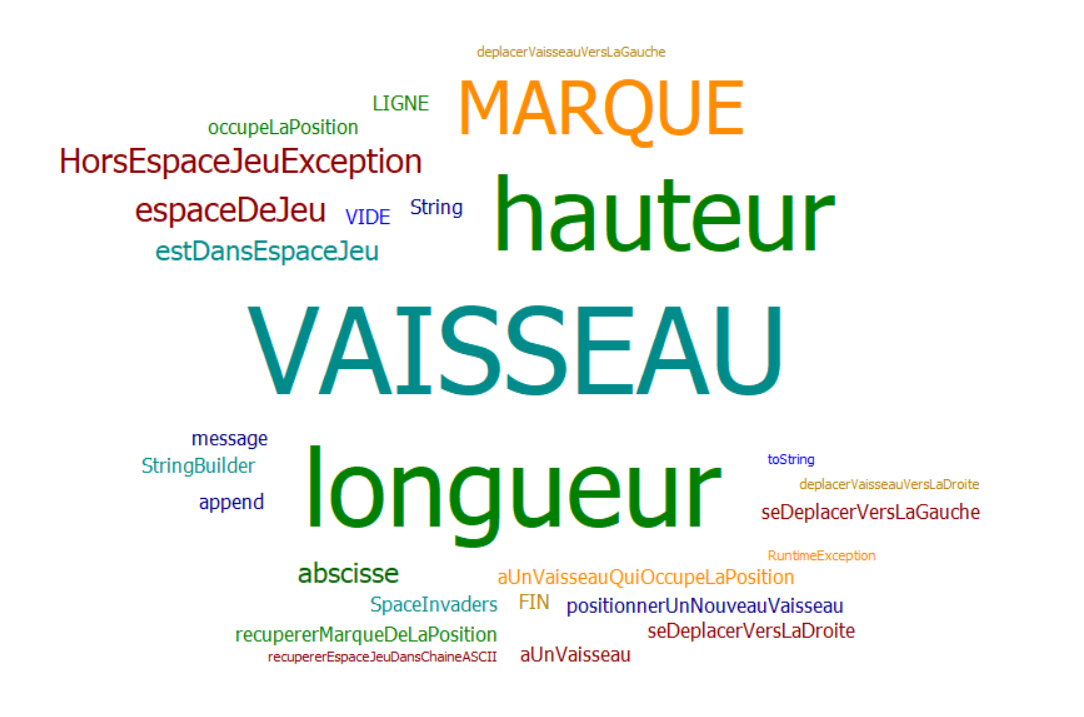 deplacerVaisseauVersLaGauche
LIGNE
MARQUE
occupeLaPosition
HorsEspaceJeuException
espaceDeJeu
VIDE
String
hauteur
estDansEspaceJeu
VAISSEAU
message
StringBuilder
append
longueur
toString
deplacerVaisseauVersLaDroite
seDeplacerVersLaGauche
RuntimeException
abscisse
aUnVaisseauQuiOccupeLaPosition
SpaceInvaders
FIN
positionnerUnNouveauVaisseau
recupererMarqueDeLaPosition
seDeplacerVersLaDroite
recupererEspaceJeuDansChaineASCII
aUnVaisseau